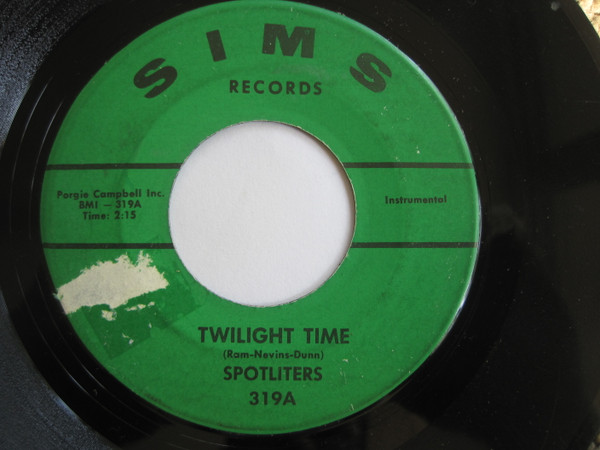 SIMS
RECORDS
Porgie Campbell Inc.
BMI — 319A
Time: 2:15
Instrumental
TWILIGHT TIME
(Ram-Nevins-Dunn)
SPOTLITERS
319A